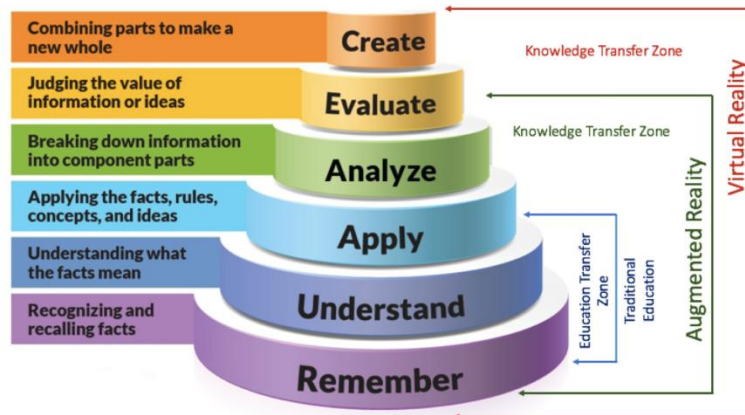 Combining parts to make a
new whole
Create
Knowledge Transfer Zone
Judging the value of
information or ideas
Evaluate
Knowledge Transfer Zone
Breaking down information
into component parts
Analyze
Applying the facts, rules,
concepts, and ideas
Apply
Understanding what
the facts mean
Understand
Recognizing and
recalling facts
Remember
Education Transfer
Zone
Traditional
Education
Augmented Reality
Virtual Reality